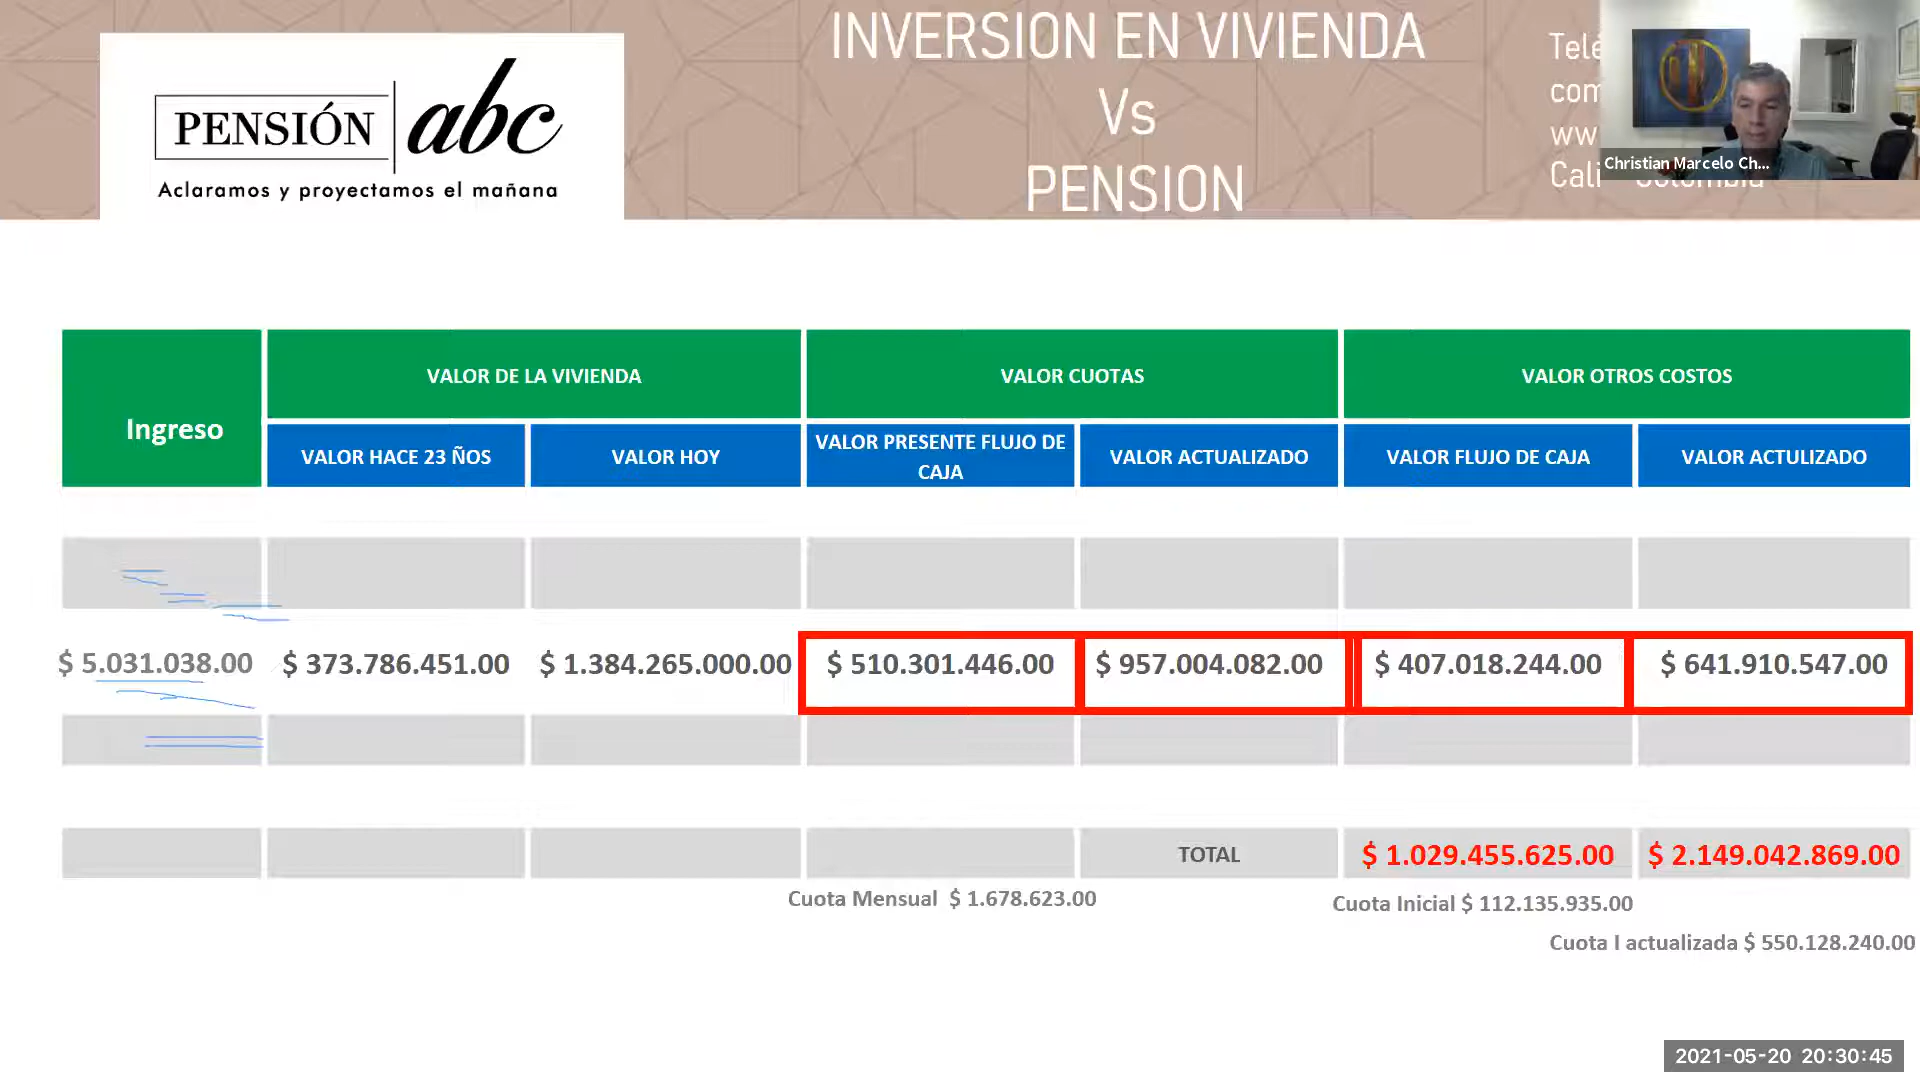 PENSIÓN abc
Aclaramos y proyectamos el mañana
INVERSION EN VIVIENDA
Vs
PENSION
Cali
Christian Marcelo Ch...
Ingreso
VALOR DE LA VIVIENDA
VALOR CUOTAS
VALOR OTROS COSTOS
VALOR HACE 23 ÑOS
VALOR HOY
VALOR PRESENTE FLUJO DE
CAJA
VALOR ACTUALIZADO
VALOR FLUJO DE CAJA
VALOR ACTULIZADO
$ 5.031.038.00
$ 373.786.451.00
$ 1.384.265.000.00
$ 510.301.446.00
$ 957.004.082.00
$ 407.018.244.00
$ 641.910.547.00
TOTAL
$ 1.029.455.625.00
$ 2.149.042.869.00
Cuota Mensual $ 1.678.623.00
Cuota Inicial $ 112.135.935.00
Cuota I actualizada $ 550.128.240.00
2021-05-20 20:30:45